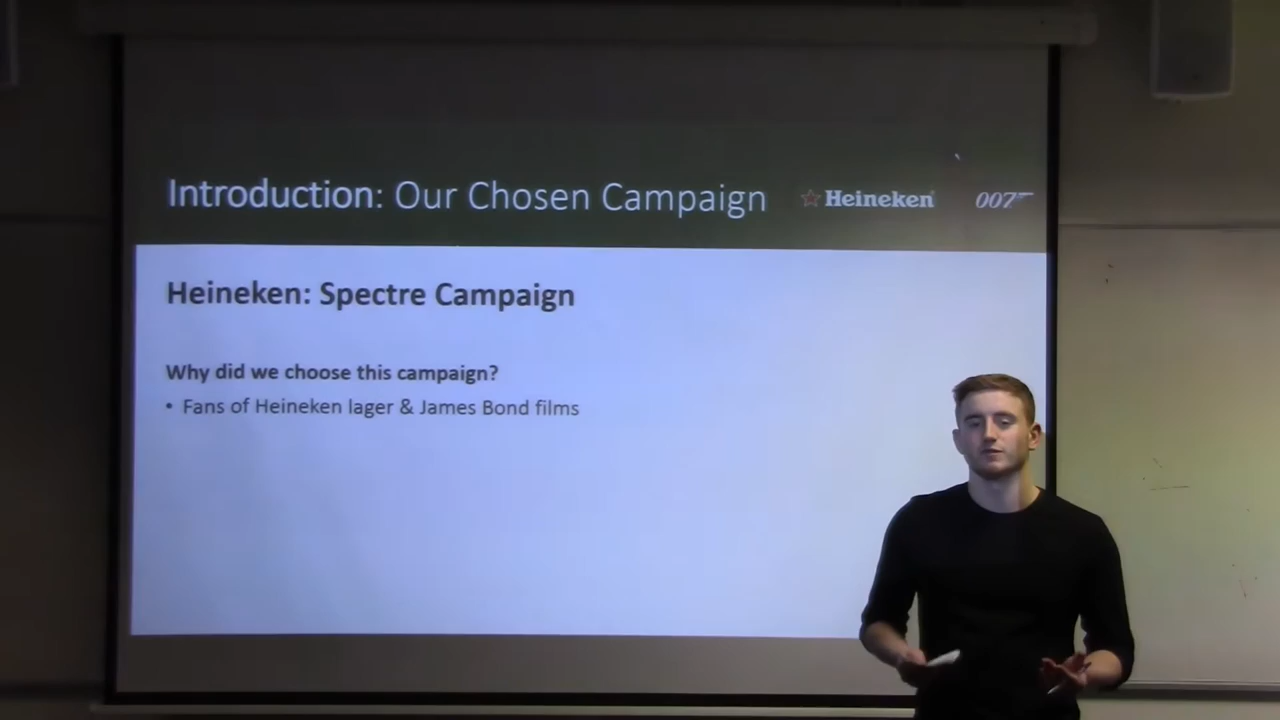 Introduction: Our Chosen Campaign
Heineken
007
Heineken: Spectre Campaign
Why did we choose this campaign?
• Fans of Heineken lager & James Bond films